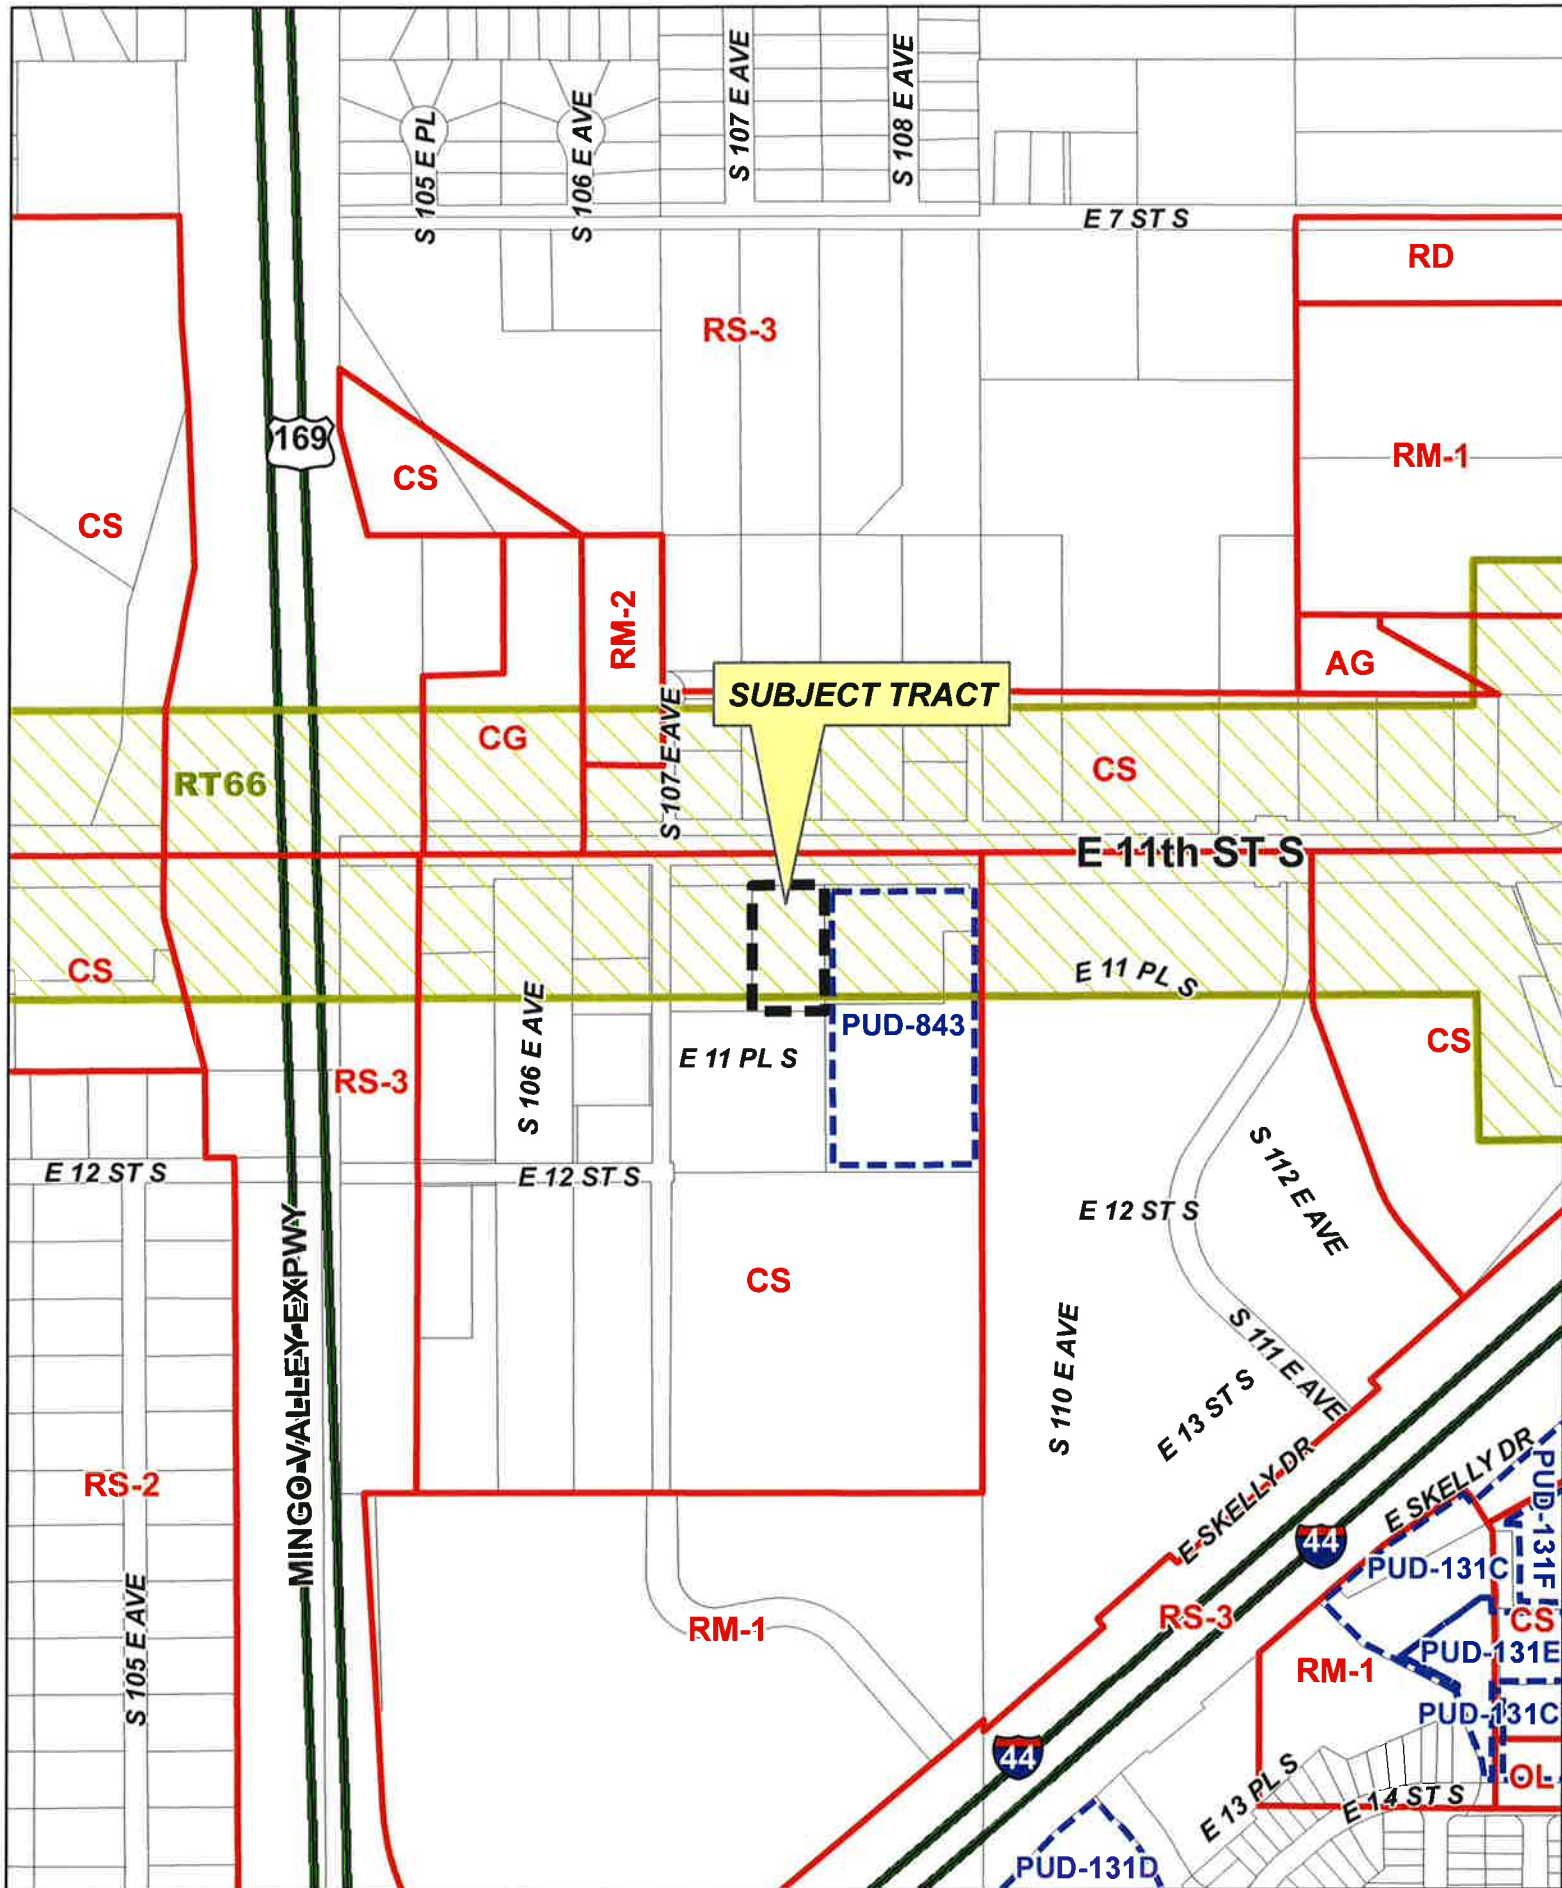 S 107 E AVE
S 108 E AVE
S 105 E PL
S 106 E AVE
E 7 ST S
RD
RS-3
169
RM-1
CS
CS
RM-2
AG
SUBJECT TRACT
CG
S 107 E AVE
CS
RT66
E 11th ST S
CS
E 11 PL S
PUD-843
CS
E 11 PL S
S 106 E AVE
RS-3
E 12 ST S
E 12 ST S
S 112 E AVE
E 12 ST S
CS
MINGO VALLEY EXPWY
S 110 E AVE
S 111 E AVE
E 13 ST S
RS-2
E SKELLY DR
E SKELLY DR
PUD-131F
44
PUD-131C
S 105 E AVE
RM-1
RS-3
CS
PUD-131E
RM-1
PUD-131C
44
OL
E 13 PL S
E 14 ST S
PUD-131D